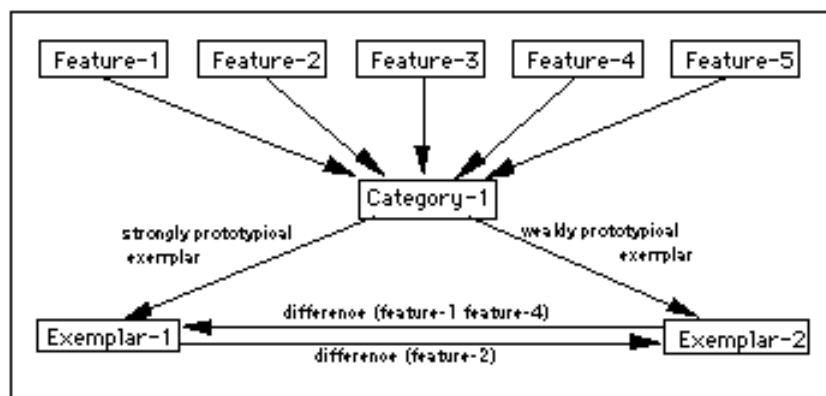 Feature-1
Feature-2
Feature-3
Feature-4
Feature-5
Category-1
strongly prototypical
exemplar
weakly prototypical
exemplar
difference (feature-1 feature-4)
Exemplar-1
Exemplar-2
difference (feature-2)